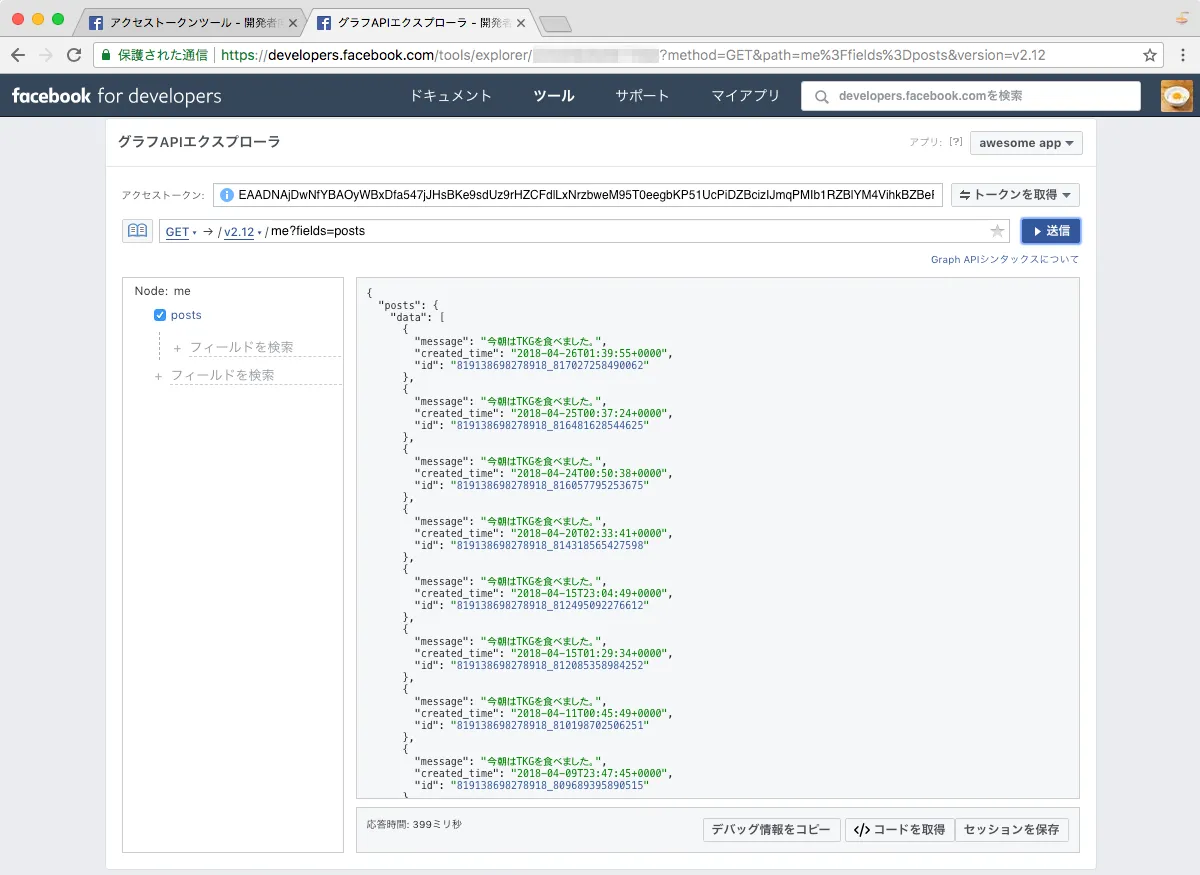 アクセストークンツール - 開発者
グラフAPIエクスプローラ - 開発者
保護された通信 https://developers.facebook.com/tools/explorer/ ?method=GET&path=me%3Ffields%3Dposts&version=v2.12
facebook for developers ドキュメント ツール サポート マイアプリ developers.facebook.comを検索
グラフAPIエクスプローラ アプリ: [?] awesome app
アクセストークン: EAADNAjDwNfYBAOyWBxDfa547jJHsBKe9sdUz9rHZCFdlLxNrzbweM95T0eegbKP51UcPiDZBcizIJmqPMIb1RZBlYM4VihkBZBeF トークンを取得
GET → / v2.12 / me?fields=posts 送信
Graph APIシンタックスについて
Node: me
posts
+ フィールドを検索
+ フィールドを検索
{
"posts": {
"data": [
{
"message": "今朝はTKGを食べました。",
"created_time": "2018-04-26T01:39:55+0000",
"id": "819138698278918_817027258490062"
},
{
"message": "今朝はTKGを食べました。",
"created_time": "2018-04-25T00:37:24+0000",
"id": "819138698278918_816481628544625"
},
{
"message": "今朝はTKGを食べました。",
"created_time": "2018-04-24T00:50:38+0000",
"id": "819138698278918_816057795253675"
},
{
"message": "今朝はTKGを食べました。",
"created_time": "2018-04-20T02:33:41+0000",
"id": "819138698278918_814318565427598"
},
{
"message": "今朝はTKGを食べました。",
"created_time": "2018-04-15T23:04:49+0000",
"id": "819138698278918_812495092276612"
},
{
"message": "今朝はTKGを食べました。",
"created_time": "2018-04-15T01:29:34+0000",
"id": "819138698278918_812085358984252"
},
{
"message": "今朝はTKGを食べました。",
"created_time": "2018-04-11T00:45:49+0000",
"id": "819138698278918_810198702506251"
},
{
"message": "今朝はTKGを食べました。",
"created_time": "2018-04-09T23:47:45+0000",
"id": "819138698278918_809689395890515"
}
応答時間: 399ミリ秒 デバッグ情報をコピー </> コードを取得 セッションを保存